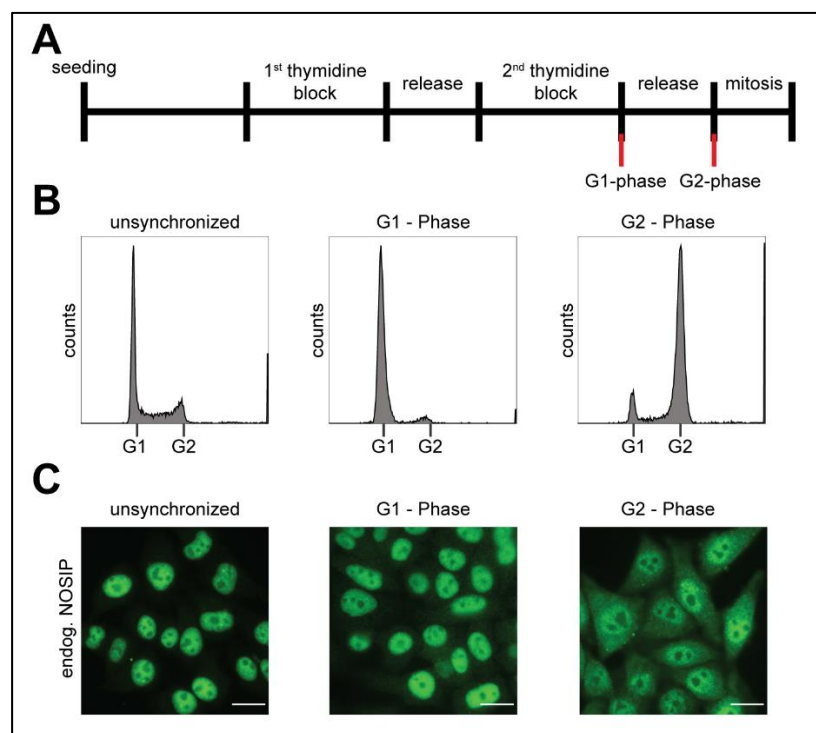 A
seeding
1st thymidine block
release
2nd thymidine block
release
mitosis
G1-phase
G2-phase
B
unsynchronized
G1 - Phase
G2 - Phase
counts
counts
counts
G1 G2
G1 G2
G1 G2
C
unsynchronized
G1 - Phase
G2 - Phase
endog. NOSIP